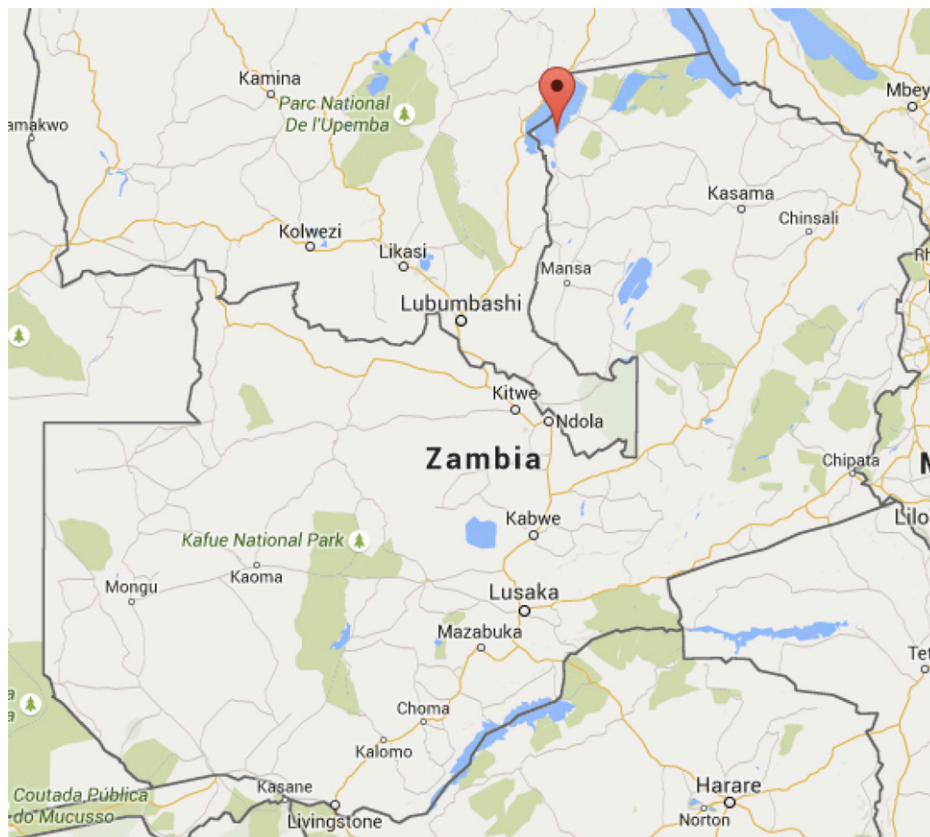 Kamina
Parc National
De l'Upemba
amakwo
Mbey
Kasama
Chinsali
Kolwezi
Likasi
Mansa
Rh
Lubumbashi
Kitwe
Ndola
Zambia
Chipata
M
Lilo
Kabwe
Kafue National Park
Kaoma
Mongu
Lusaka
Mazabuka
Tet
a
a
Choma
Kalomo
Kasane
Harare
Coutada Pública
do Mucusso
Livingstone
Norton